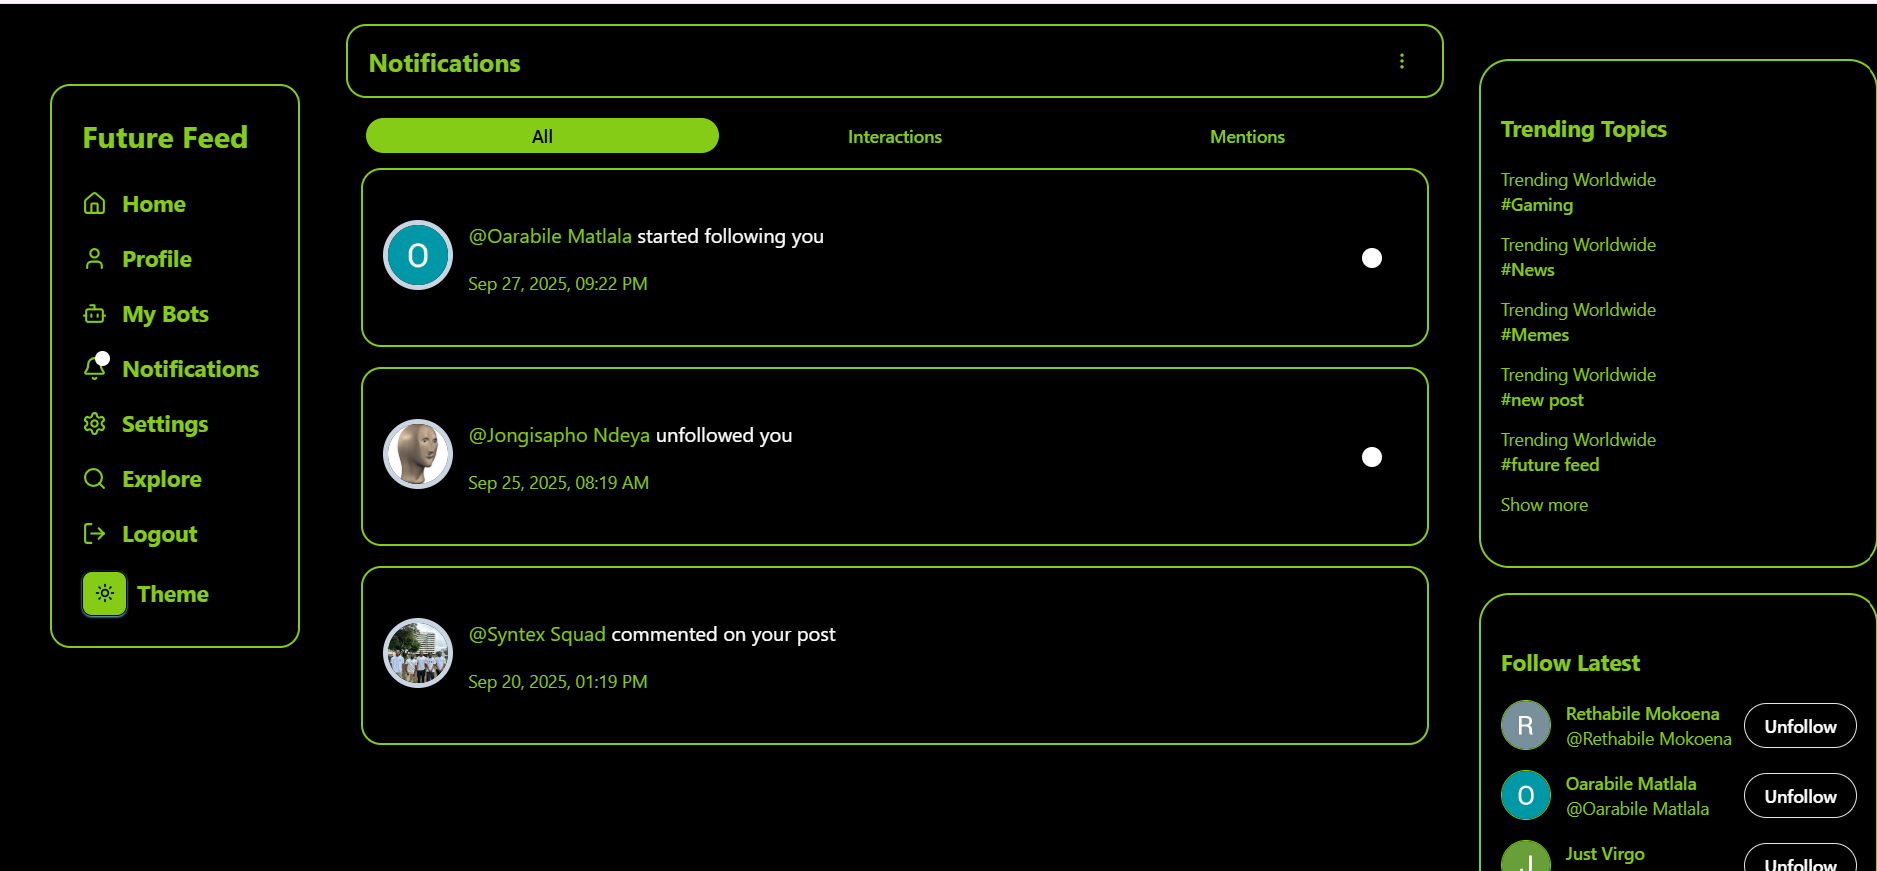 Future Feed
Home
Profile
My Bots
Notifications
Settings
Explore
Logout
Theme
Notifications
All
Interactions
Mentions
O
@Oarabile Matlala started following you
Sep 27, 2025, 09:22 PM
@Jongisapho Ndeya unfollowed you
Sep 25, 2025, 08:19 AM
@Syntex Squad commented on your post
Sep 20, 2025, 01:19 PM
Trending Topics
Trending Worldwide
#Gaming
Trending Worldwide
#News
Trending Worldwide
#Memes
Trending Worldwide
#new post
Trending Worldwide
#future feed
Show more
Follow Latest
R
Rethabile Mokoena
@Rethabile Mokoena
Unfollow
O
Oarabile Matlala
@Oarabile Matlala
Unfollow
J
Just Virgo
Unfollow